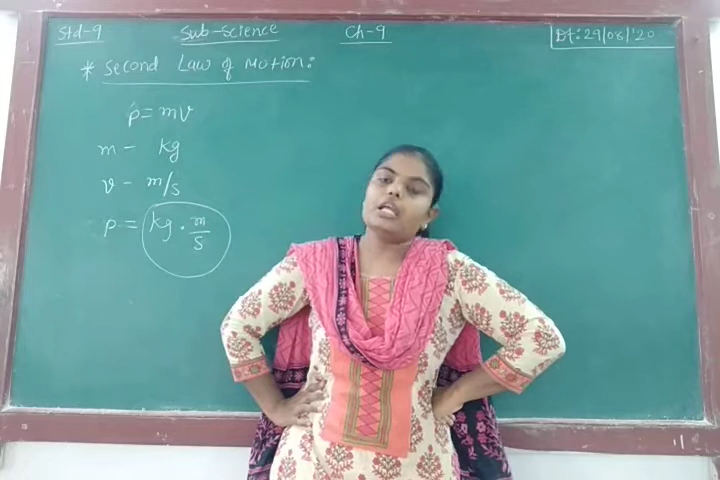 Std-9 Sub-Science Ch-9 Dt:29/08/'20
* Second Law of Motion:
p = mv
m - kg
v - m/s
p = kg . m/s